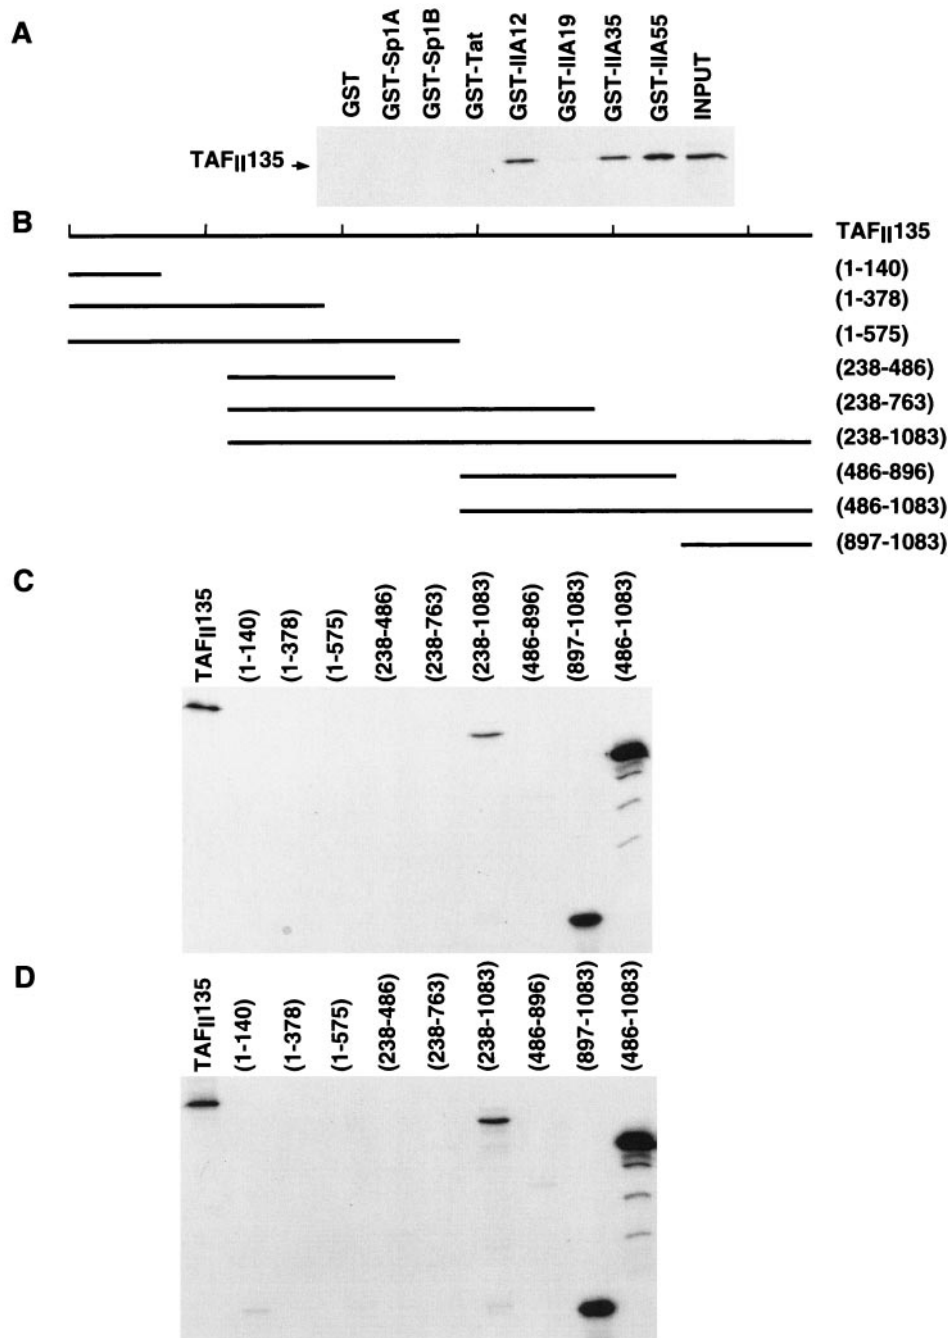 A
GST
GST-Sp1A
GST-Sp1B
GST-Tat
GST-IIA12
GST-IIA19
GST-IIA35
GST-IIA55
INPUT
TAFII135
B
TAFII135
(1-140)
(1-378)
(1-575)
(238-486)
(238-763)
(238-1083)
(486-896)
(486-1083)
(897-1083)
C
TAFII135
(1-140)
(1-378)
(1-575)
(238-486)
(238-763)
(238-1083)
(486-896)
(897-1083)
(486-1083)
D
TAFII135
(1-140)
(1-378)
(1-575)
(238-486)
(238-763)
(238-1083)
(486-896)
(897-1083)
(486-1083)